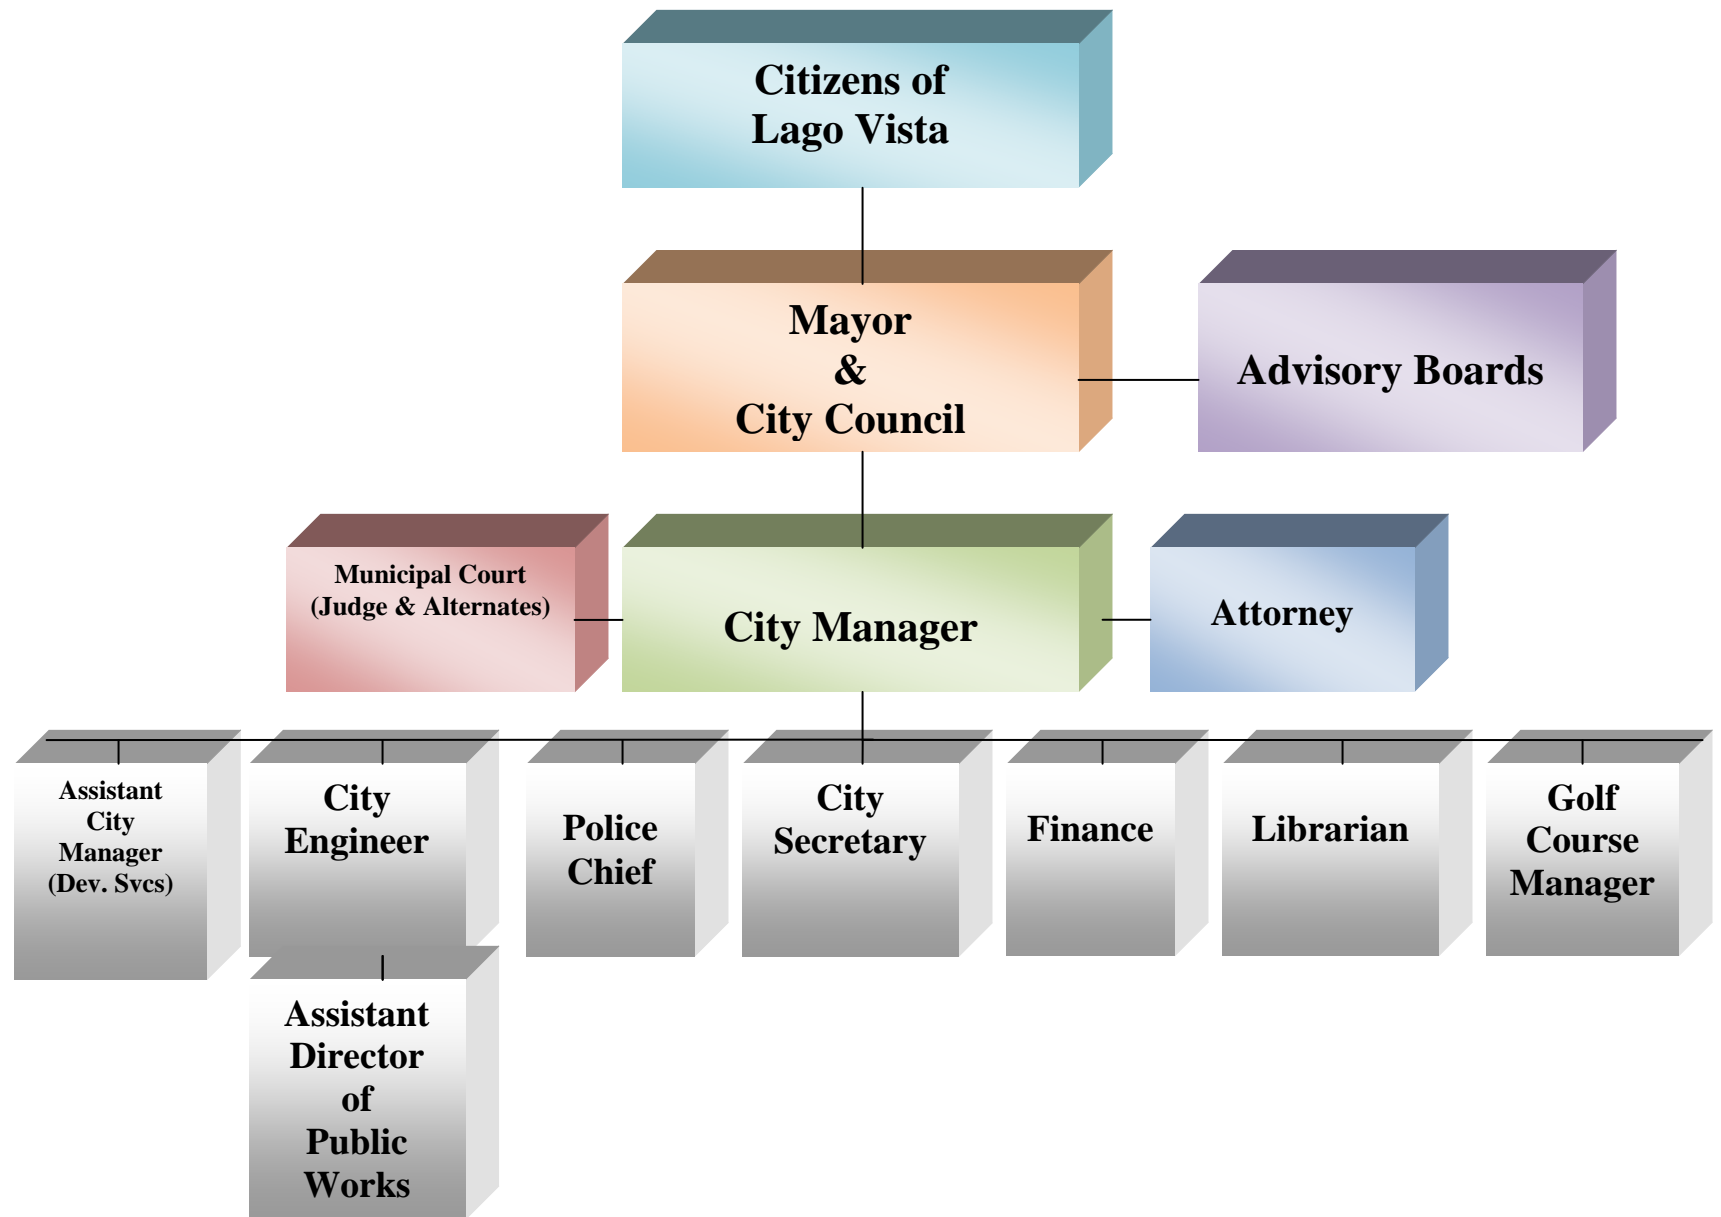 Citizens of
Lago Vista
Mayor
&
City Council
Advisory Boards
Municipal Court
(Judge & Alternates)
City Manager
Attorney
Assistant
City
Manager
(Dev. Svcs)
City
Engineer
Police
Chief
City
Secretary
Finance
Librarian
Golf
Course
Manager
Assistant
Director
of
Public
Works